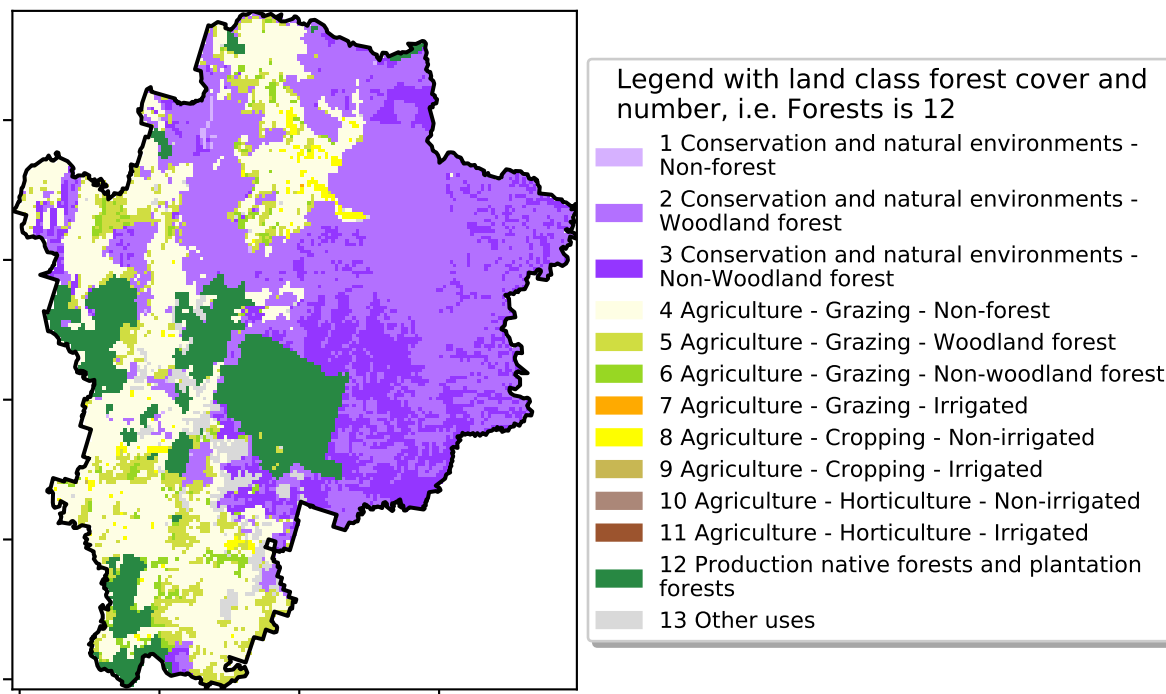 Legend with land class forest cover and
number, i.e. Forests is 12
1 Conservation and natural environments -
Non-forest
2 Conservation and natural environments -
Woodland forest
3 Conservation and natural environments -
Non-Woodland forest
4 Agriculture - Grazing - Non-forest
5 Agriculture - Grazing - Woodland forest
6 Agriculture - Grazing - Non-woodland forest
7 Agriculture - Grazing - Irrigated
8 Agriculture - Cropping - Non-irrigated
9 Agriculture - Cropping - Irrigated
10 Agriculture - Horticulture - Non-irrigated
11 Agriculture - Horticulture - Irrigated
12 Production native forests and plantation
forests
13 Other uses